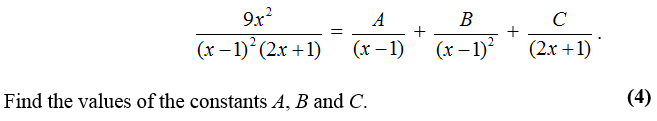 9x² / (x – 1)²(2x + 1) = A / (x – 1) + B / (x – 1)² + C / (2x + 1) .
Find the values of the constants A, B and C. (4)